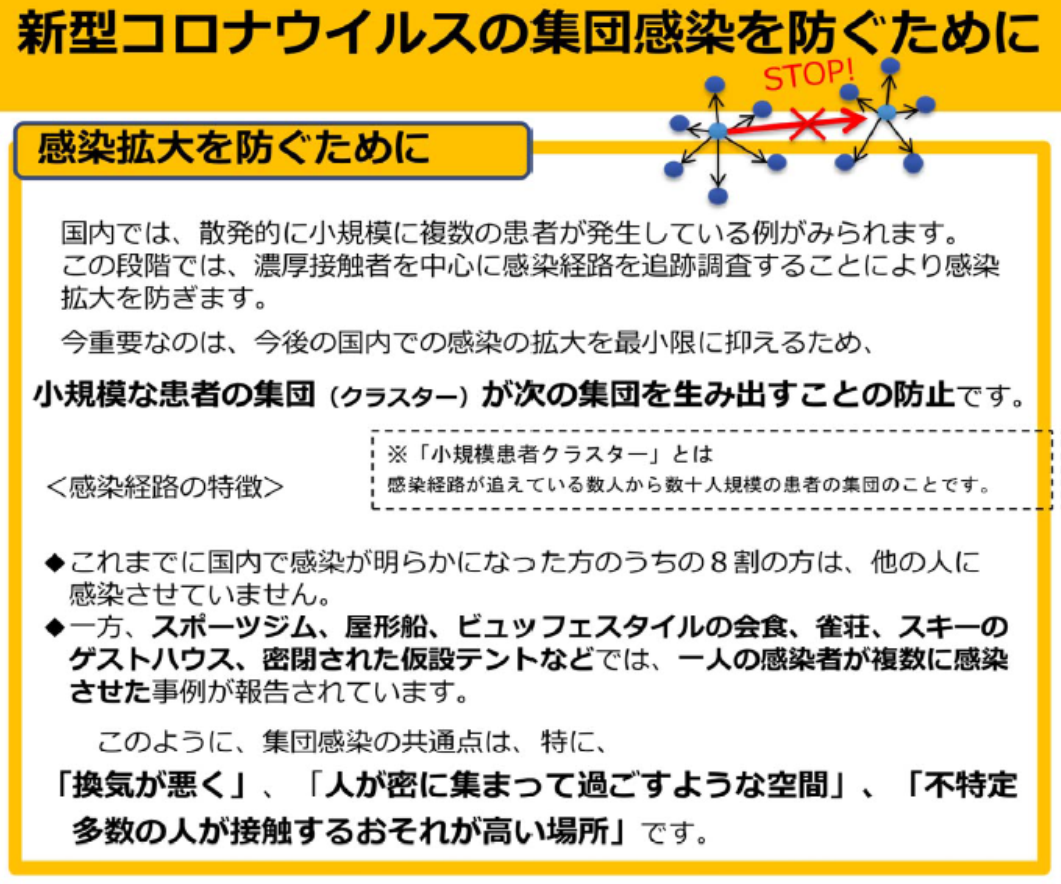 新型コロナウイルスの集団感染を防ぐために
STOP!
感染拡大を防ぐために
国内では、散発的に小規模に複数の患者が発生している例がみられます。
この段階では、濃厚接触者を中心に感染経路を追跡調査することにより感染
拡大を防ぎます。
今重要なのは、今後の国内での感染の拡大を最小限に抑えるため、
小規模な患者の集団（クラスター）が次の集団を生み出すことの防止です。
※「小規模患者クラスター」とは
感染経路が追えている数人から数十人規模の患者の集団のことです。
＜感染経路の特徴＞
◆これまでに国内で感染が明らかになった方のうちの８割の方は、他の人に
感染させていません。
◆一方、スポーツジム、屋形船、ビュッフェスタイルの会食、雀荘、スキーの
ゲストハウス、密閉された仮設テントなどでは、一人の感染者が複数に感染
させた事例が報告されています。
このように、集団感染の共通点は、特に、
「換気が悪く」、「人が密に集まって過ごすような空間」、「不特定
多数の人が接触するおそれが高い場所」です。